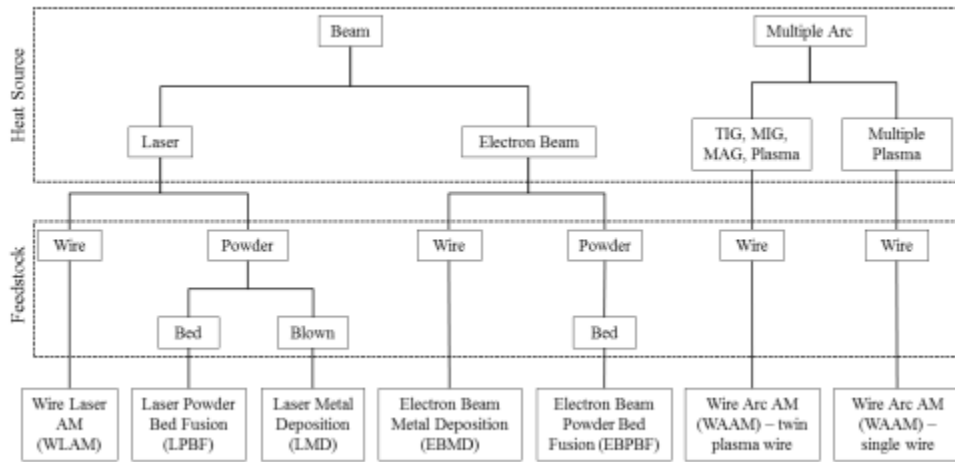 Heat Source
Beam
Multiple Arc
Laser
Electron Beam
TIG, MIG,
MAG, Plasma
Multiple
Plasma
Feedstock
Wire
Powder
Wire
Powder
Wire
Wire
Bed
Blown
Bed
Wire Laser
AM
(WLAM)
Laser Powder
Bed Fusion
(LPBF)
Laser Metal
Deposition
(LMD)
Electron Beam
Metal Deposition
(EBMD)
Electron Beam
Powder Bed
Fusion (EBPBF)
Wire Arc AM
(WAAM) – twin
plasma wire
Wire Arc AM
(WAAM) –
single wire